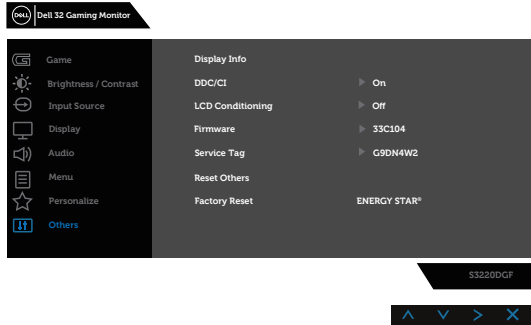 DELL Dell 32 Gaming Monitor
Game
Brightness / Contrast
Input Source
Display
Audio
Menu
Personalize
Others
Display Info
DDC/CI On
LCD Conditioning Off
Firmware 33C104
Service Tag G9DN4W2
Reset Others
Factory Reset ENERGY STAR®
S3220DGF